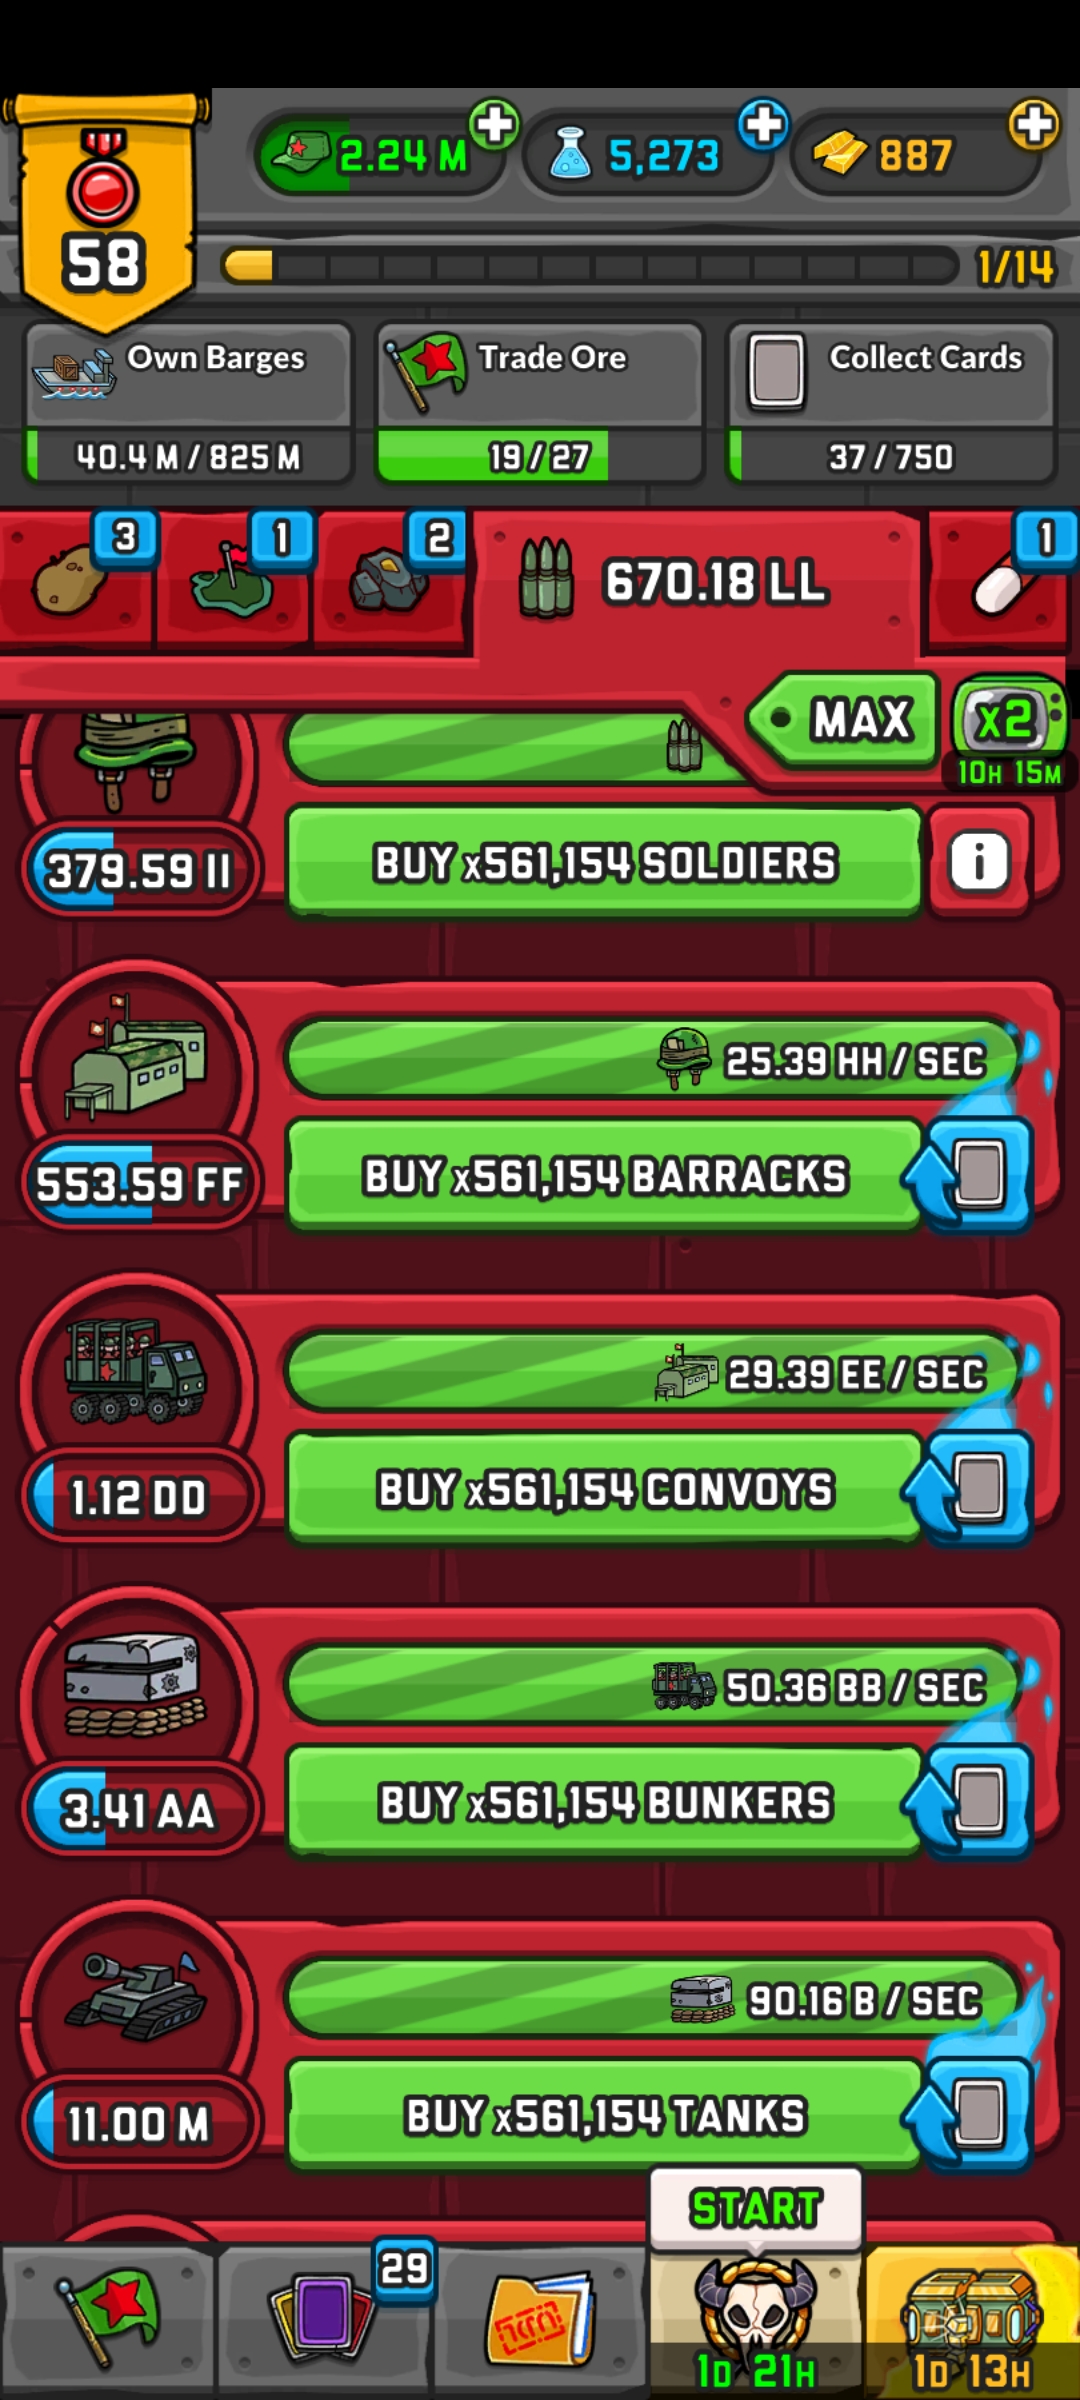 58
2.24 M
5,273
887
1/14
Own Barges
40.4 M / 825 M
Trade Ore
19 / 27
Collect Cards
37 / 750
3
1
2
670.18 LL
1
MAX
x2
10H 15M
379.59 II
BUY x561,154 SOLDIERS
i
25.39 HH / SEC
553.59 FF
BUY x561,154 BARRACKS
29.39 EE / SEC
1.12 DD
BUY x561,154 CONVOYS
50.36 BB / SEC
3.41 AA
BUY x561,154 BUNKERS
90.16 B / SEC
11.00 M
BUY x561,154 TANKS
START
29
1D 21H
1D 13H